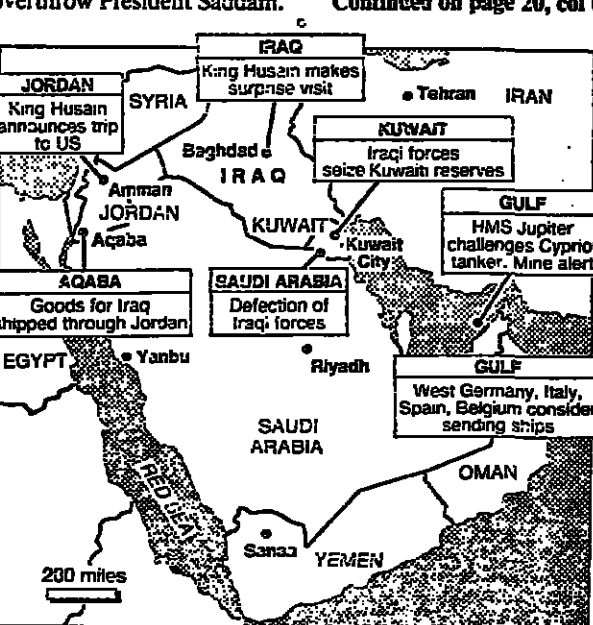 overthrow President Saddam.
Continued on page 20, col
IRAQ
King Husain makes
surprise visit
JORDAN
King Husain
announces trip
to US
SYRIA
Tehran
IRAN
KUWAIT
Iraqi forces
seize Kuwaiti reserves
Baghdad
IRAQ
Amman
JORDAN
GULF
HMS Jupiter
challenges Cyprio
tanker. Mine alert
KUWAIT
Kuwait
City
Aqaba
AQABA
Goods for Iraq
shipped through Jordan
SAUDI ARABIA
Defection of
Iraqi forces
EGYPT
Yanbu
Riyadh
GULF
West Germany, Italy,
Spain, Belgium conside
sending ships
SAUDI
ARABIA
OMAN
RED SEA
Sanaa
YEMEN
200 miles